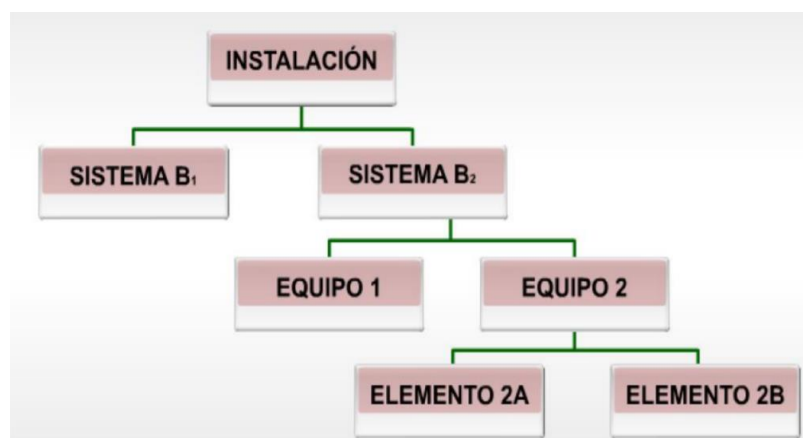 INSTALACIÓN
SISTEMA B₁
SISTEMA B₂
EQUIPO 1
EQUIPO 2
ELEMENTO 2A
ELEMENTO 2B